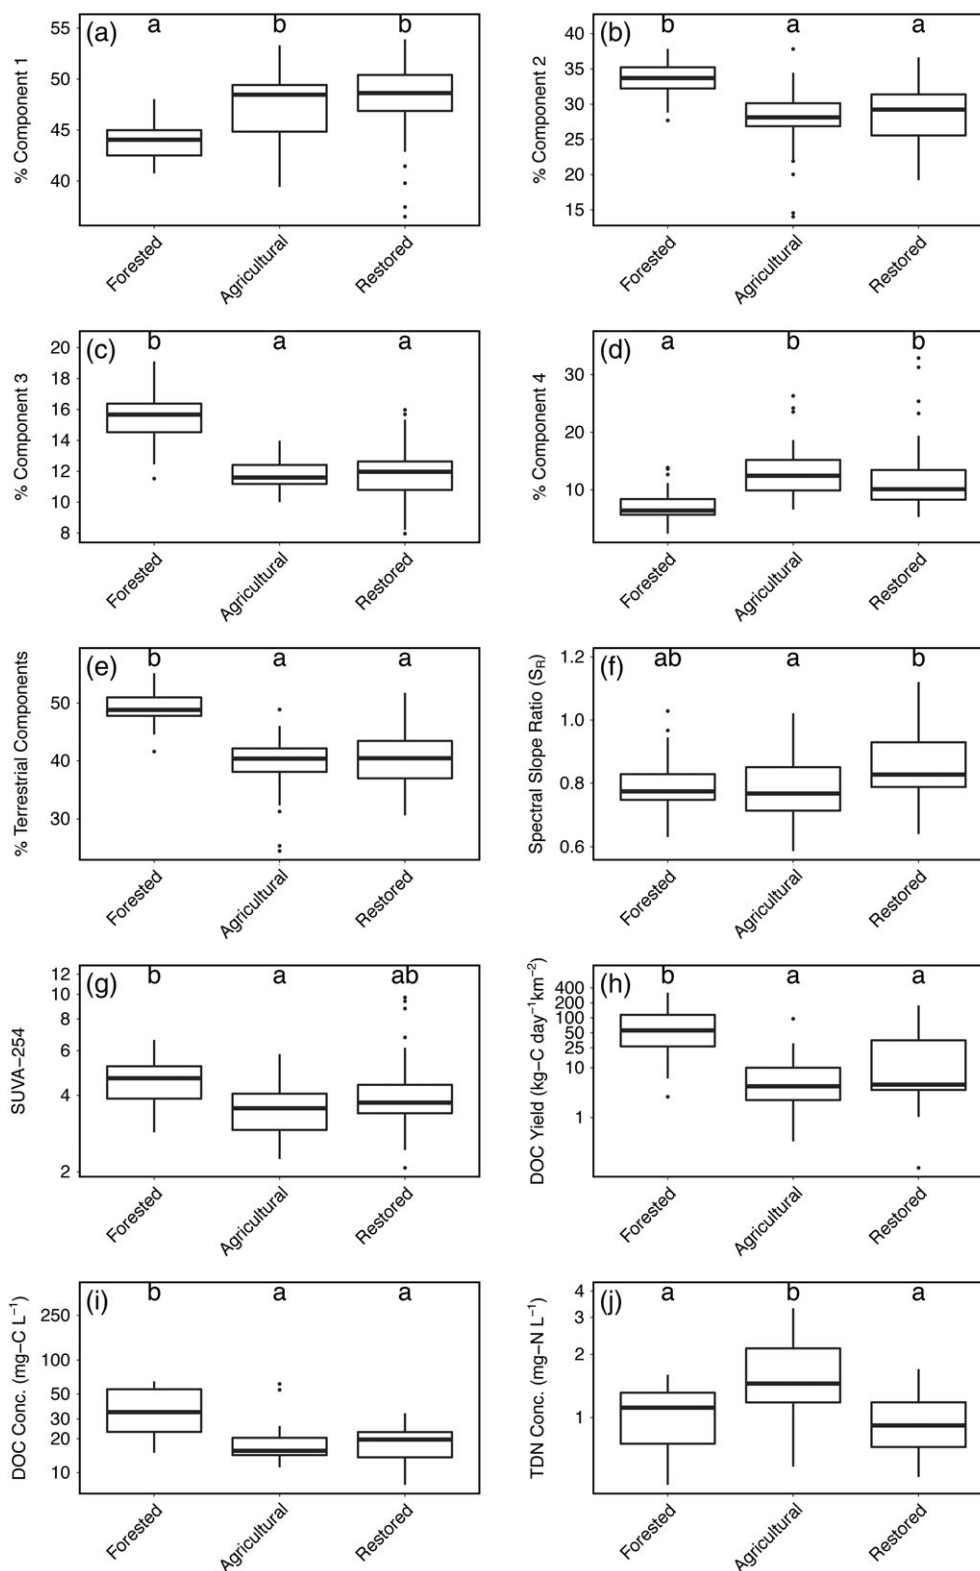 (a)
a
b
b
% Component 1
55
50
45
40
Forested
Agricultural
Restored
(b)
b
a
a
% Component 2
40
35
30
25
20
15
Forested
Agricultural
Restored
(c)
b
a
a
% Component 3
20
18
16
14
12
10
8
Forested
Agricultural
Restored
(d)
a
b
b
% Component 4
30
20
10
Forested
Agricultural
Restored
(e)
b
a
a
% Terrestrial Components
50
40
30
Forested
Agricultural
Restored
(f)
ab
a
b
Spectral Slope Ratio (S_R)
1.2
1.0
0.8
0.6
Forested
Agricultural
Restored
(g)
b
a
ab
SUVA−254
12
10
8
6
4
2
Forested
Agricultural
Restored
(h)
b
a
a
DOC Yield (kg−C day⁻¹km⁻²)
400
200
100
50
25
10
1
Forested
Agricultural
Restored
(i)
b
a
a
DOC Conc. (mg−C L⁻¹)
250
100
50
30
20
10
Forested
Agricultural
Restored
(j)
a
b
a
TDN Conc. (mg−N L⁻¹)
4
3
2
1
Forested
Agricultural
Restored